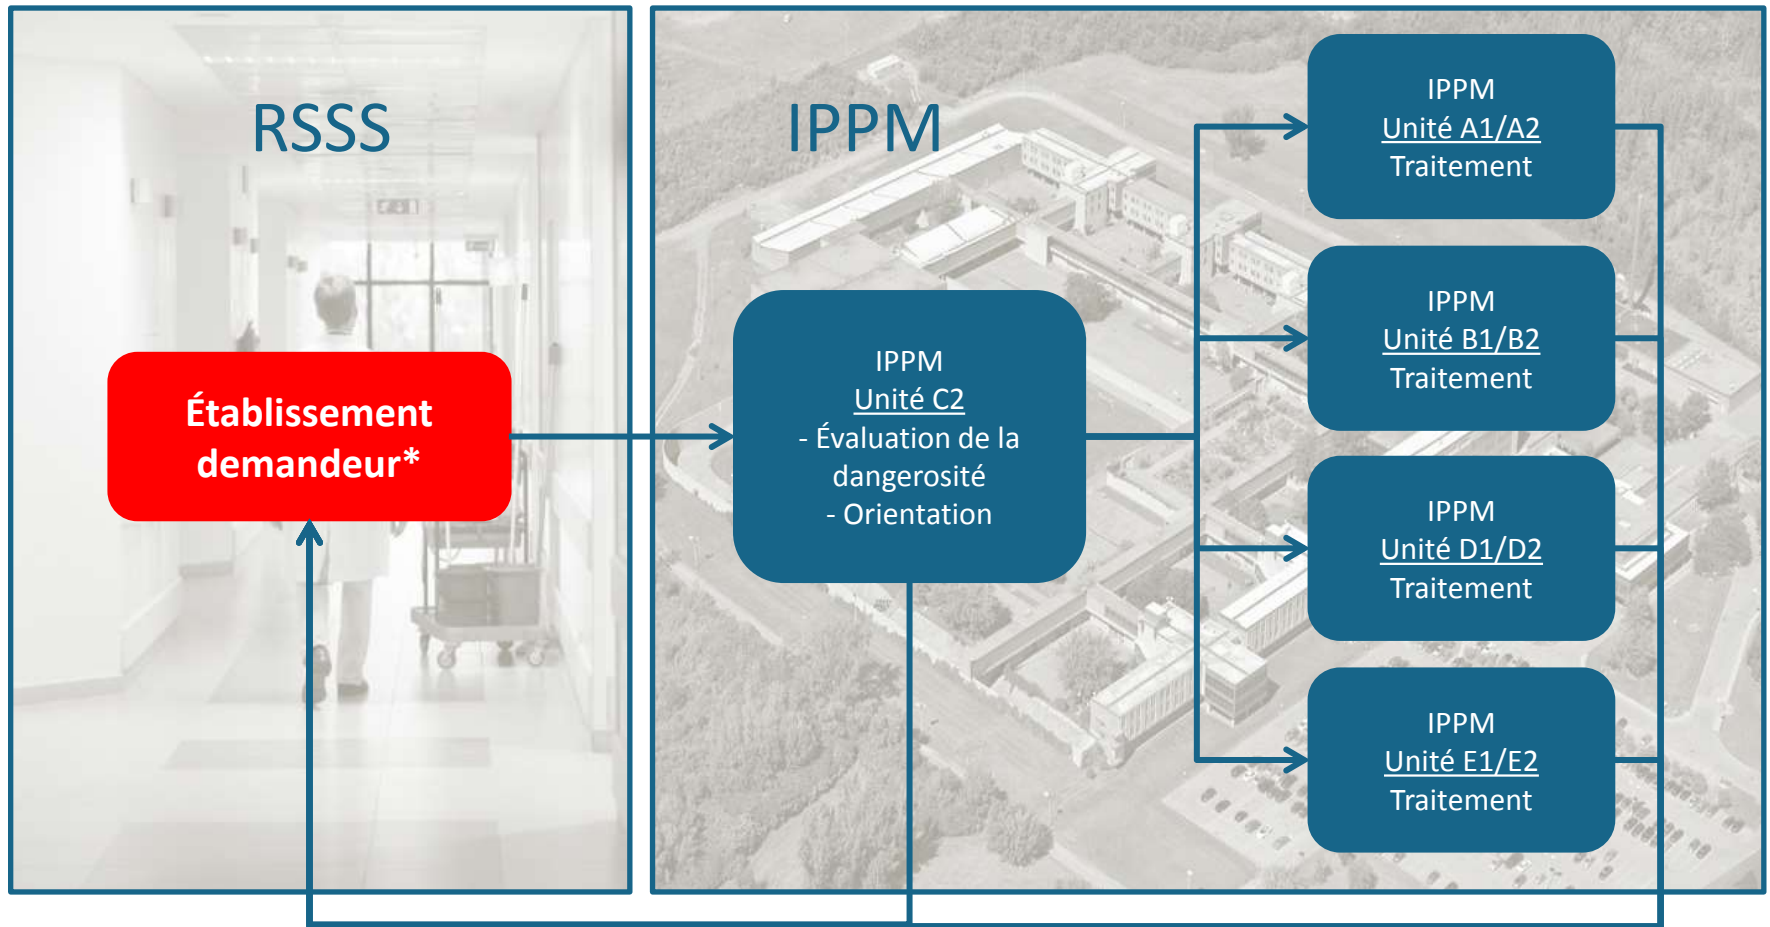 RSSS
Établissement
demandeur*
IPPM
IPPM
Unité C2
- Évaluation de la
dangerosité
- Orientation
IPPM
Unité A1/A2
Traitement
IPPM
Unité B1/B2
Traitement
IPPM
Unité D1/D2
Traitement
IPPM
Unité E1/E2
Traitement